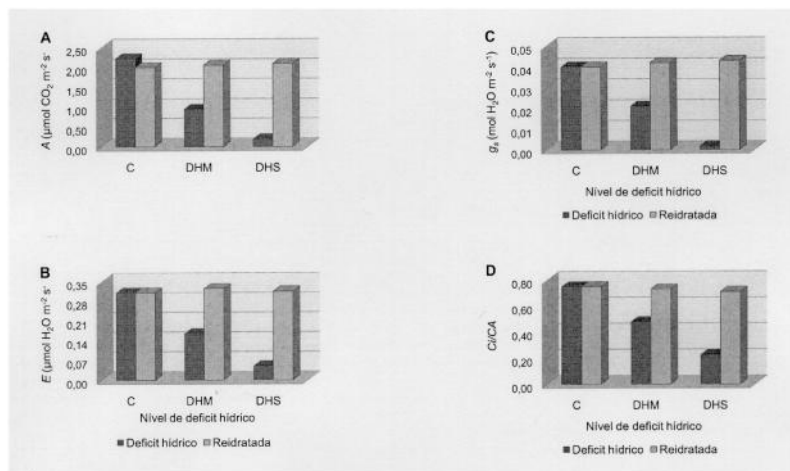 A
A (µmol CO₂ m⁻² s⁻
2,50
2,00
1,50
1,00
0,50
0,00
C DHM DHS
B
E (µmol H₂O m⁻² s⁻
0,35
0,28
0,21
0,14
0,07
0,00
C DHM DHS
Nível de deficit hídrico
Deficit hídrico Reidratada
C
gₛ (mol H₂O m⁻² s⁻¹)
0,05
0,04
0,03
0,02
0,01
0,00
C DHM DHS
Nível de deficit hídrico
Deficit hídrico Reidratada
D
Ci/CA
0,80
0,60
0,40
0,20
0,00
C DHM DHS
Nível de deficit hídrico
Deficit hídrico Reidratada